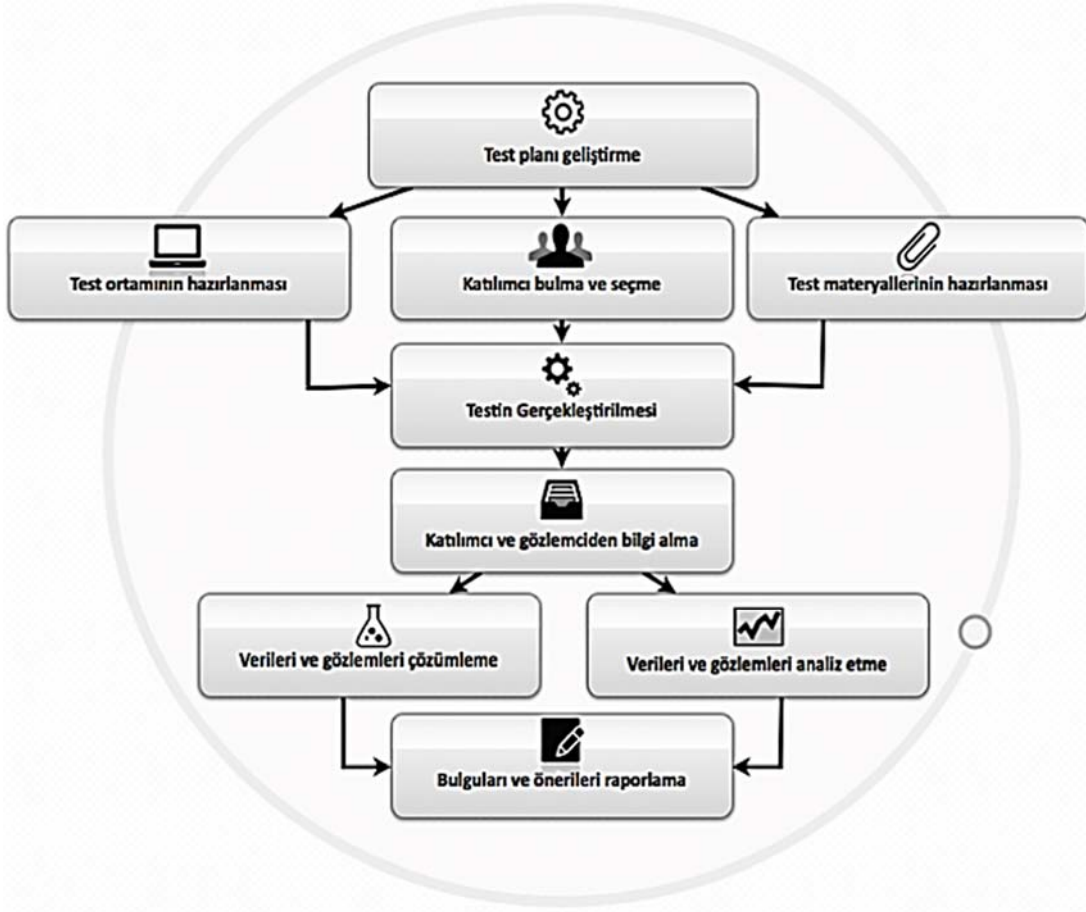 Test planı geliştirme
Test ortamının hazırlanması
Katılımcı bulma ve seçme
Test materyallerinin hazırlanması
Testin Gerçekleştirilmesi
Katılımcı ve gözlemciden bilgi alma
Verileri ve gözlemleri çözümleme
Verileri ve gözlemleri analiz etme
Bulguları ve önerileri raporlama